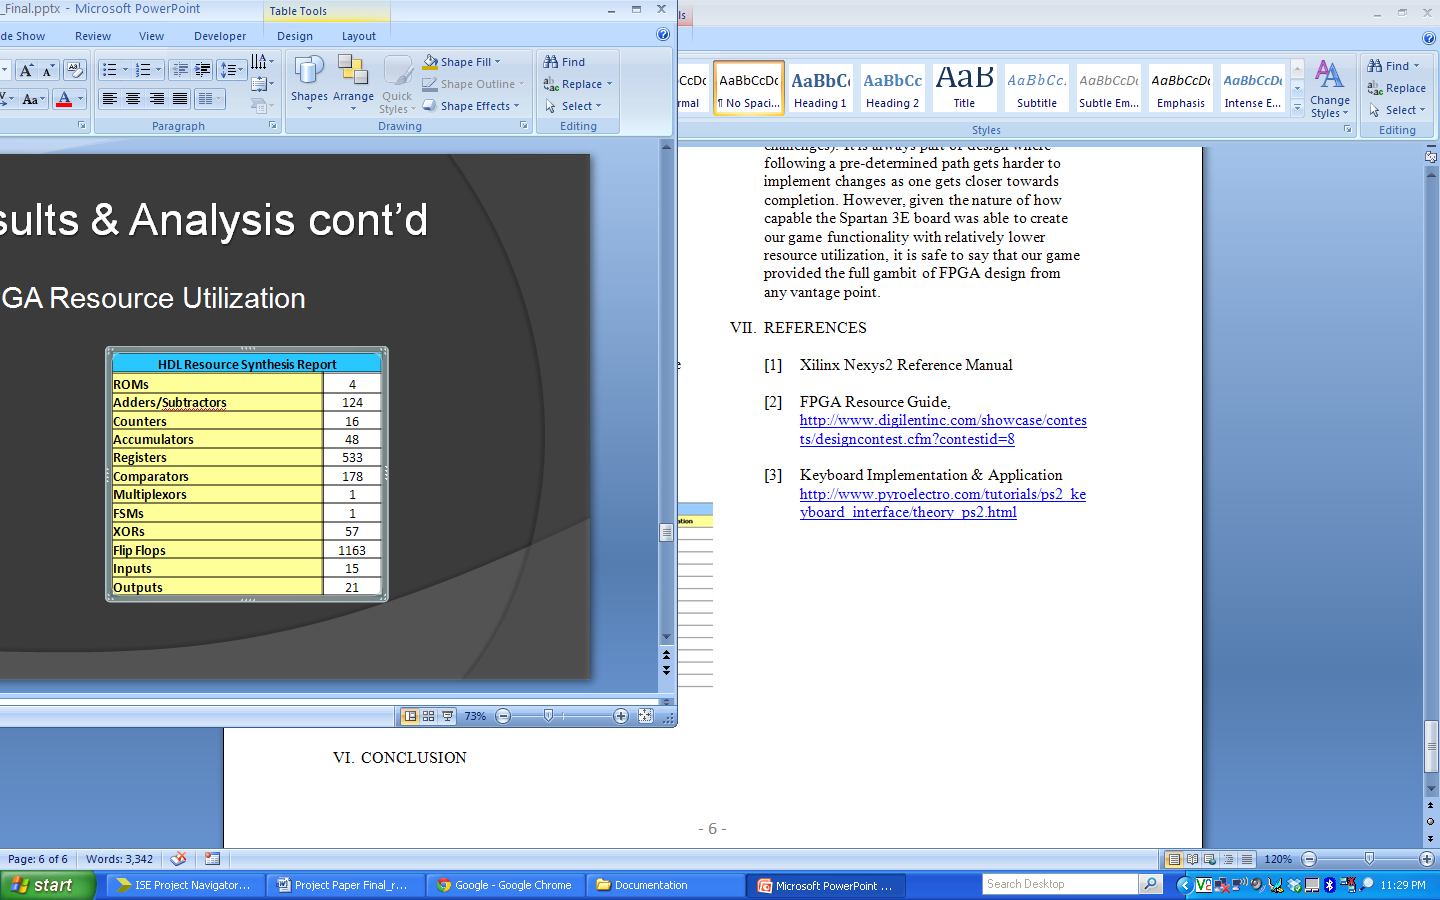 _Final.pptx - Microsoft PowerPoint
Table Tools
de Show Review View Developer Design Layout
Shapes Arrange Quick Styles
Shape Fill
Shape Outline
Shape Effects
Find
Replace
Select
Paragraph Drawing Editing
sults & Analysis cont'd
GA Resource Utilization
HDL Resource Synthesis Report
ROMs 4
Adders/Subtractors 124
Counters 16
Accumulators 48
Registers 533
Comparators 178
Multiplexors 1
FSMs 1
XORs 57
Flip Flops 1163
Inputs 15
Outputs 21
73%
ls
AaBbCcDc AaBbCc AaBbCc AaB AaBbCc. AaBbCcDc AaBbCcDc AaBbCcDc
rmal ¶ No Spaci... Heading 1 Heading 2 Title Subtitle Subtle Em... Emphasis Intense E...
Change Styles
Find
Replace
Select
Styles Editing
challenges). It is always part of design where
following a pre-determined path gets harder to
implement changes as one gets closer towards
completion. However, given the nature of how
capable the Spartan 3E board was able to create
our game functionality with relatively lower
resource utilization, it is safe to say that our game
provided the full gambit of FPGA design from
any vantage point.
VII. REFERENCES
[1] Xilinx Nexys2 Reference Manual
[2] FPGA Resource Guide,
http://www.digilentinc.com/showcase/contes
ts/designcontest.cfm?contestid=8
[3] Keyboard Implementation & Application
http://www.pyroelectro.com/tutorials/ps2_ke
yboard_interface/theory_ps2.html
VI. CONCLUSION
- 6 -
Page: 6 of 6 Words: 3,342
120%
start ISE Project Navigator... Project Paper Final_r... Google - Google Chrome Documentation Microsoft PowerPoint ... Search Desktop 11:29 PM